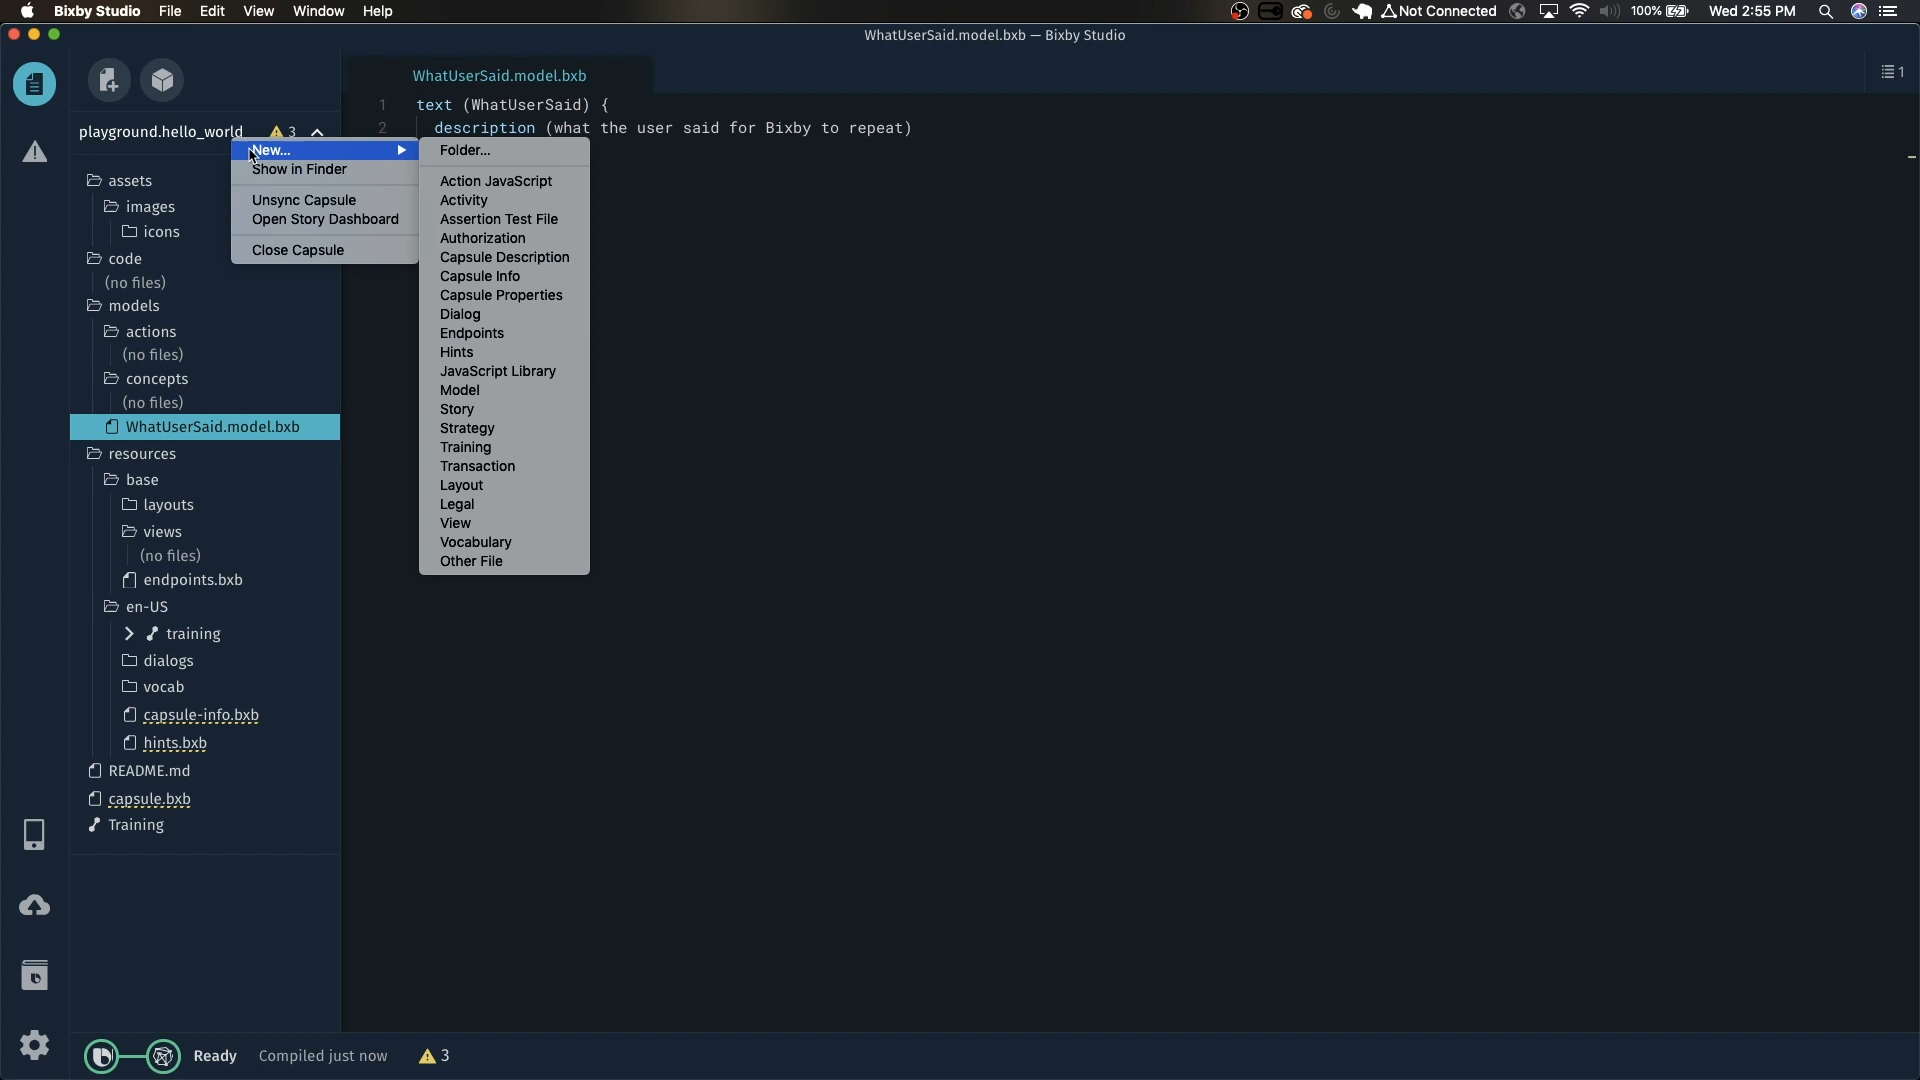 Bixby Studio File Edit View Window Help Not Connected 100% Wed 2:55 PM
WhatUserSaid.model.bxb — Bixby Studio
WhatUserSaid.model.bxb
1
1 text (WhatUserSaid) {
2 description (what the user said for Bixby to repeat)
playground.hello_world 3
New...
Show in Finder
Unsync Capsule
Open Story Dashboard
Close Capsule
Folder...
Action JavaScript
Activity
Assertion Test File
Authorization
Capsule Description
Capsule Info
Capsule Properties
Dialog
Endpoints
Hints
JavaScript Library
Model
Story
Strategy
Training
Transaction
Layout
Legal
View
Vocabulary
Other File
assets
images
icons
code
(no files)
models
actions
(no files)
concepts
(no files)
WhatUserSaid.model.bxb
resources
base
layouts
views
(no files)
endpoints.bxb
en-US
training
dialogs
vocab
capsule-info.bxb
hints.bxb
README.md
capsule.bxb
Training
Ready Compiled just now 3